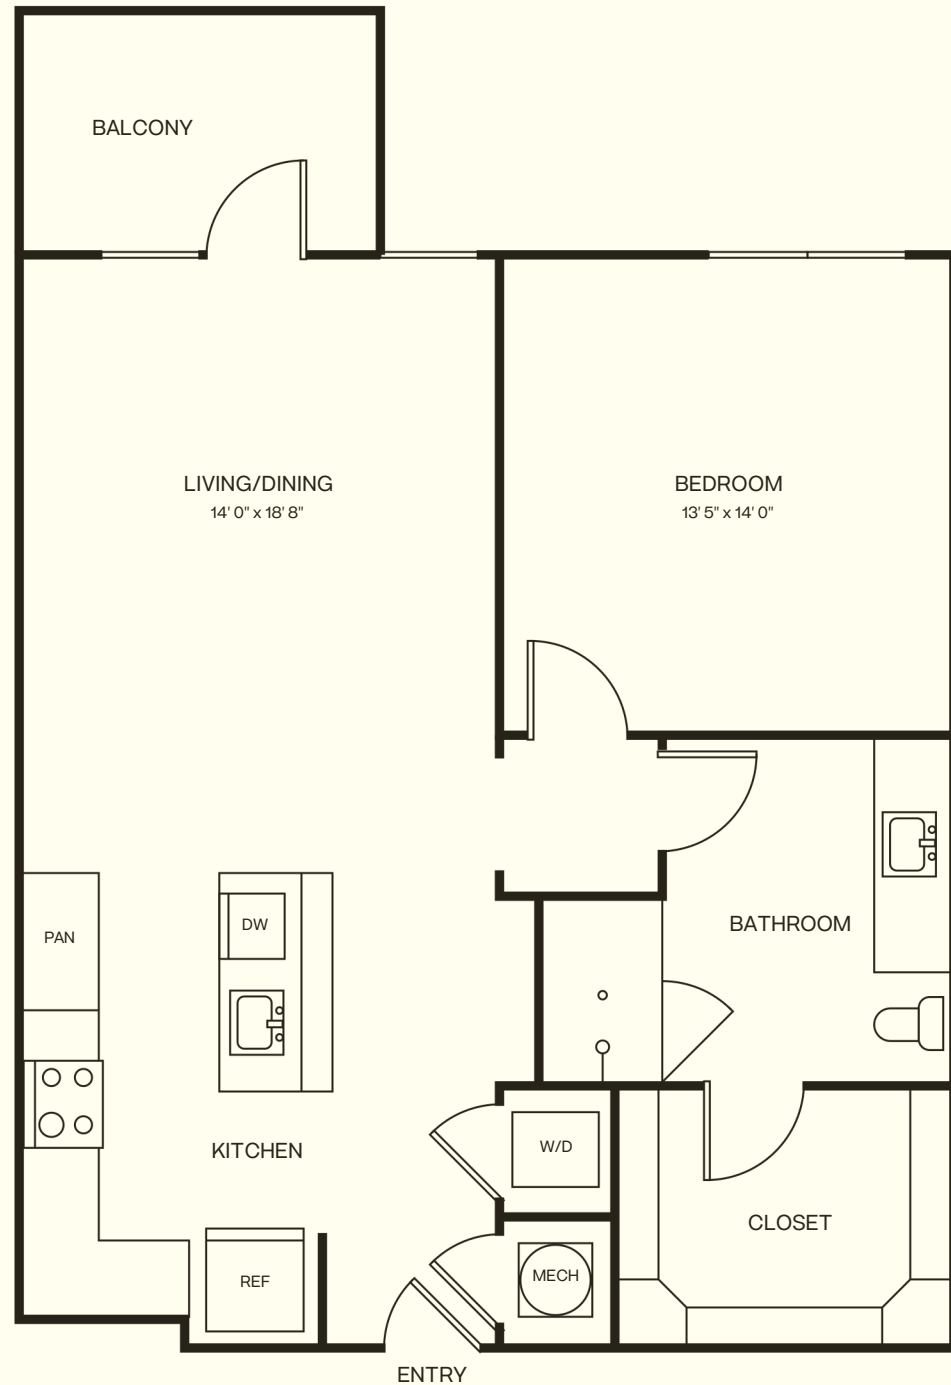 BALCONY
LIVING/DINING
14' 0" x 18' 8"
BEDROOM
13' 5" x 14' 0"
PAN
DW
BATHROOM
KITCHEN
W/D
CLOSET
REF
MECH
ENTRY